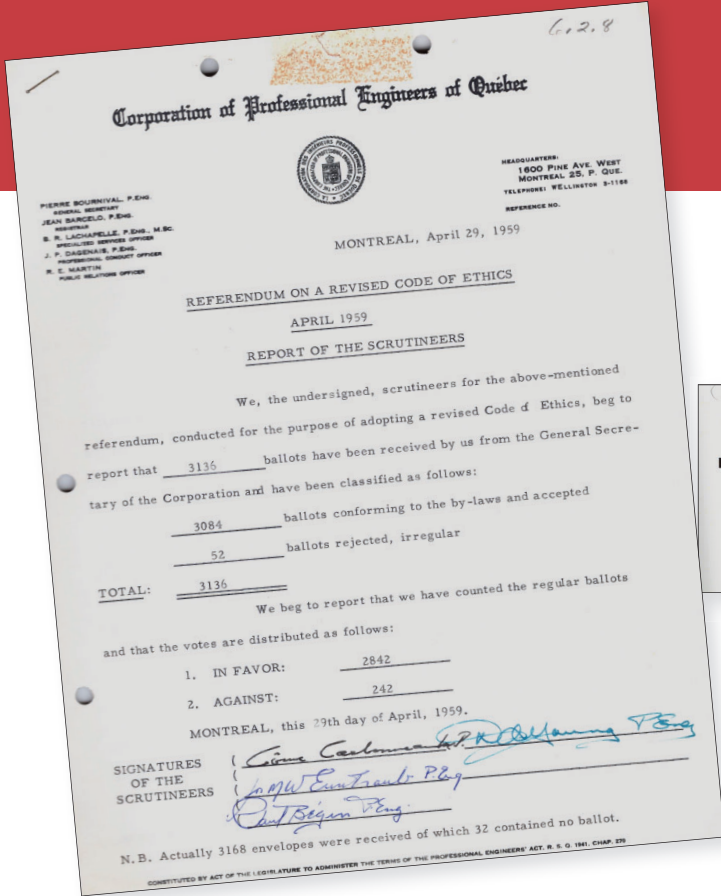 6.2.8
Corporation of Professional Engineers of Québec
HEADQUARTERS:
1600 PINE AVE. WEST
MONTREAL 25, P. QUE.
TELEPHONE: WELLINGTON 5-1166
REFERENCE NO.
PIERRE BOURNIVAL, P.ENG.
GENERAL SECRETARY
JEAN BARCELO, P.ENG.
REGISTRAR
S. R. LACHAPELLE, P.ENG., M.SC.
SPECIALIZED SERVICES OFFICER
J. P. DAGENAIS, P.ENG.
PROFESSIONAL CONDUCT OFFICER
R. E. MARTIN
PUBLIC RELATIONS OFFICER
MONTREAL, April 29, 1959
REFERENDUM ON A REVISED CODE OF ETHICS
APRIL 1959
REPORT OF THE SCRUTINEERS
We, the undersigned, scrutineers for the above-mentioned
referendum, conducted for the purpose of adopting a revised Code of Ethics, beg to
report that 3136 ballots have been received by us from the General Secre-
tary of the Corporation and have been classified as follows:
3084 ballots conforming to the by-laws and accepted
52 ballots rejected, irregular
TOTAL: 3136
We beg to report that we have counted the regular ballots
and that the votes are distributed as follows:
1. IN FAVOR: 2842
2. AGAINST: 242
MONTREAL, this 29th day of April, 1959.
SIGNATURES
OF THE
SCRUTINEERS
P.Eng
P.Eng
Paul Bégin P.Eng.
N.B. Actually 3168 envelopes were received of which 32 contained no ballot.
CONSTITUTED BY ACT OF THE LEGISLATURE TO ADMINISTER THE TERMS OF THE PROFESSIONAL ENGINEERS' ACT. R. S. Q. 1941, CHAP. 270